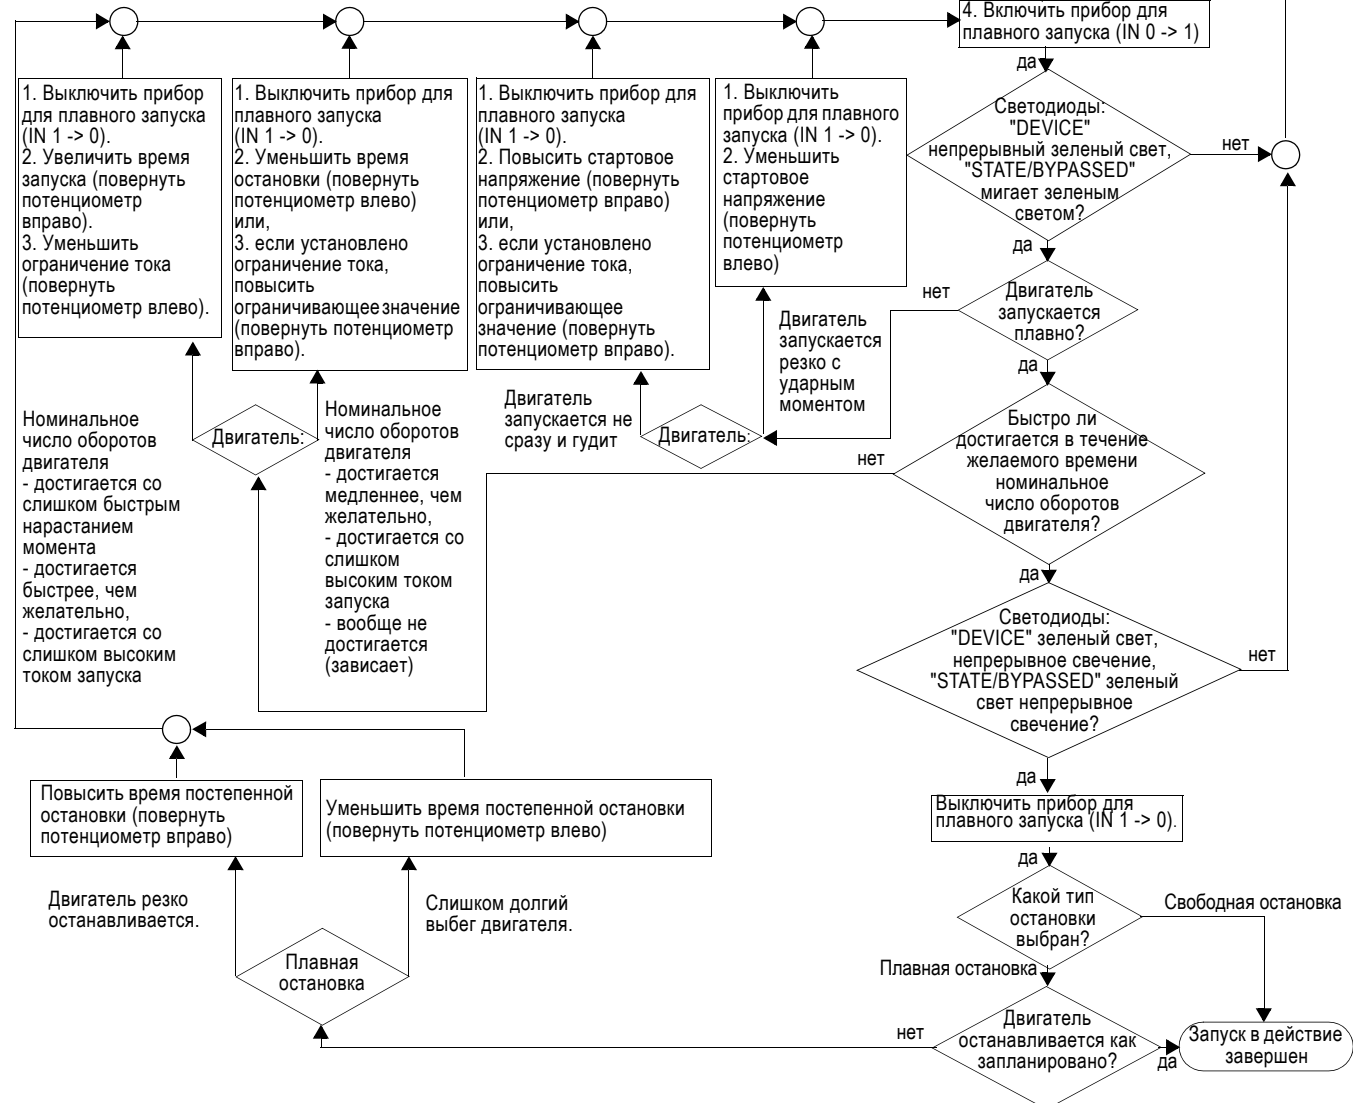 4. Включить прибор для
плавного запуска (IN 0 -> 1)
да
1. Выключить прибор
для плавного запуска
(IN 1 -> 0).
2. Увеличить время
запуска (повернуть
потенциометр
вправо).
3. Уменьшить
ограничение тока
(повернуть
потенциометр влево).
1. Выключить прибор для
плавного запуска
(IN 1 -> 0).
2. Уменьшить время
остановки (повернуть
потенциометр влево)
или,
3. если установлено
ограничение тока,
повысить
ограничивающее значение
(повернуть потенциометр
вправо).
1. Выключить прибор для
плавного запуска
(IN 1 -> 0).
2. Повысить стартовое
напряжение (повернуть
потенциометр вправо)
или,
3. если установлено
ограничение тока,
повысить
ограничивающее
значение (повернуть
потенциометр вправо).
1. Выключить
прибор для плавного
запуска (IN 1 -> 0).
2. Уменьшить
стартовое
напряжение
(повернуть
потенциометр
влево)
Светодиоды:
"DEVICE"
непрерывный зеленый свет,
"STATE/BYPASSED"
мигает зеленым
светом?
нет
да
нет
Двигатель
запускается
плавно?
да
Двигатель
запускается
резко с
ударным
моментом
Двигатель
запускается не
сразу и гудит
Двигатель:
Двигатель:
Номинальное
число оборотов
двигателя
- достигается со
слишком быстрым
нарастанием
момента
- достигается
быстрее, чем
желательно,
- достигается со
слишком высоким
током запуска
Номинальное
число оборотов
двигателя
- достигается
медленнее, чем
желательно,
- достигается со
слишком
высоким током
запуска
- вообще не
достигается
(зависает)
нет
Быстро ли
достигается в течение
желаемого времени
номинальное
число оборотов
двигателя?
да
Светодиоды:
"DEVICE" зеленый свет,
непрерывное свечение,
"STATE/BYPASSED" зеленый
свет непрерывное
свечение?
нет
да
Выключить прибор для
плавного запуска (IN 1 -> 0).
да
Повысить время постепенной
остановки (повернуть
потенциометр вправо)
Уменьшить время постепенной остановки
(повернуть потенциометр влево)
Двигатель резко
останавливается.
Слишком долгий
выбег двигателя.
Плавная
остановка
Какой тип
остановки
выбран?
Свободная остановка
Плавная остановка
нет
Двигатель
останавливается как
запланировано?
да
Запуск в действие
завершен